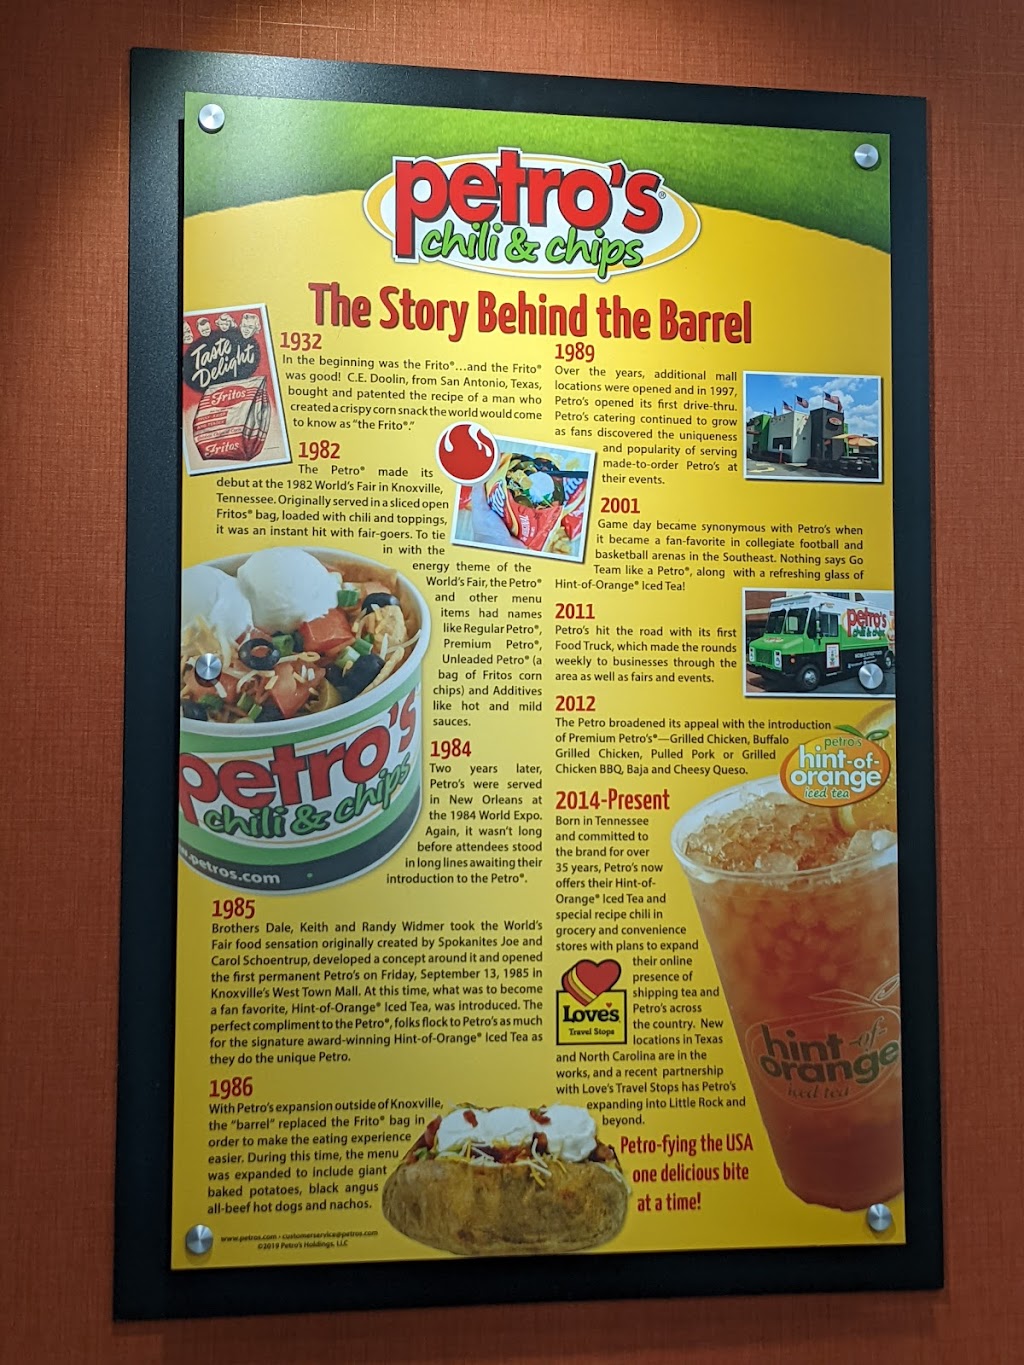 petro's®
chili & chips
The Story Behind the Barrel
Taste
Delight
Fritos
Fritos
1932
In the beginning was the Frito®...and the Frito®
was good! C.E. Doolin, from San Antonio, Texas,
bought and patented the recipe of a man who
created a crispy corn snack the world would come
to know as "the Frito®."
1982
The Petro® made its
debut at the 1982 World's Fair in Knoxville,
Tennessee. Originally served in a sliced open
Fritos® bag, loaded with chili and toppings,
it was an instant hit with fair-goers. To tie
in with the
energy theme of the
World's Fair, the Petro®
and other menu
items had names
like Regular Petro®,
Premium Petro®,
Unleaded Petro® (a
bag of Fritos corn
chips) and Additives
like hot and mild
sauces.
petro's
chili & chips
.petros.com
1984
Two years later,
Petro's were served
in New Orleans at
the 1984 World Expo.
Again, it wasn't long
before attendees stood
in long lines awaiting their
introduction to the Petro®.
1985
Brothers Dale, Keith and Randy Widmer took the World's
Fair food sensation originally created by Spokanites Joe and
Carol Schoentrup, developed a concept around it and opened
the first permanent Petro's on Friday, September 13, 1985 in
Knoxville's West Town Mall. At this time, what was to become
a fan favorite, Hint-of-Orange® Iced Tea, was introduced. The
perfect compliment to the Petro®, folks flock to Petro's as much
for the signature award-winning Hint-of-Orange® Iced Tea as
they do the unique Petro.
1986
With Petro's expansion outside of Knoxville,
the "barrel" replaced the Frito® bag in
order to make the eating experience
easier. During this time, the menu
was expanded to include giant
baked potatoes, black angus
all-beef hot dogs and nachos.
www.petros.com - customerservice@petros.com
©2019 Petro's Holdings, LLC
1989
Over the years, additional mall
locations were opened and in 1997,
Petro's opened its first drive-thru.
Petro's catering continued to grow
as fans discovered the uniqueness
and popularity of serving
made-to-order Petro's at
their events.
2001
Game day became synonymous with Petro's when
it became a fan-favorite in collegiate football and
basketball arenas in the Southeast. Nothing says Go
Team like a Petro®, along with a refreshing glass of
Hint-of-Orange® Iced Tea!
2011
Petro's hit the road with its first
Food Truck, which made the rounds
weekly to businesses through the
area as well as fairs and events.
petro's
chili & chips
2012
The Petro broadened its appeal with the introduction
of Premium Petro's®—Grilled Chicken, Buffalo
Grilled Chicken, Pulled Pork or Grilled
Chicken BBQ, Baja and Cheesy Queso.
petro's
hint-of-
orange
iced tea
2014-Present
Born in Tennessee
and committed to
the brand for over
35 years, Petro's now
offers their Hint-of-
Orange® Iced Tea and
special recipe chili in
grocery and convenience
stores with plans to expand
their online
presence of
shipping tea and
Petro's across
the country. New
locations in Texas
and North Carolina are in the
works, and a recent partnership
with Love's Travel Stops has Petro's
expanding into Little Rock and
beyond.
Love's
Travel Stops
hint
-of-
orange
iced tea
Petro-fying the USA
one delicious bite
at a time!